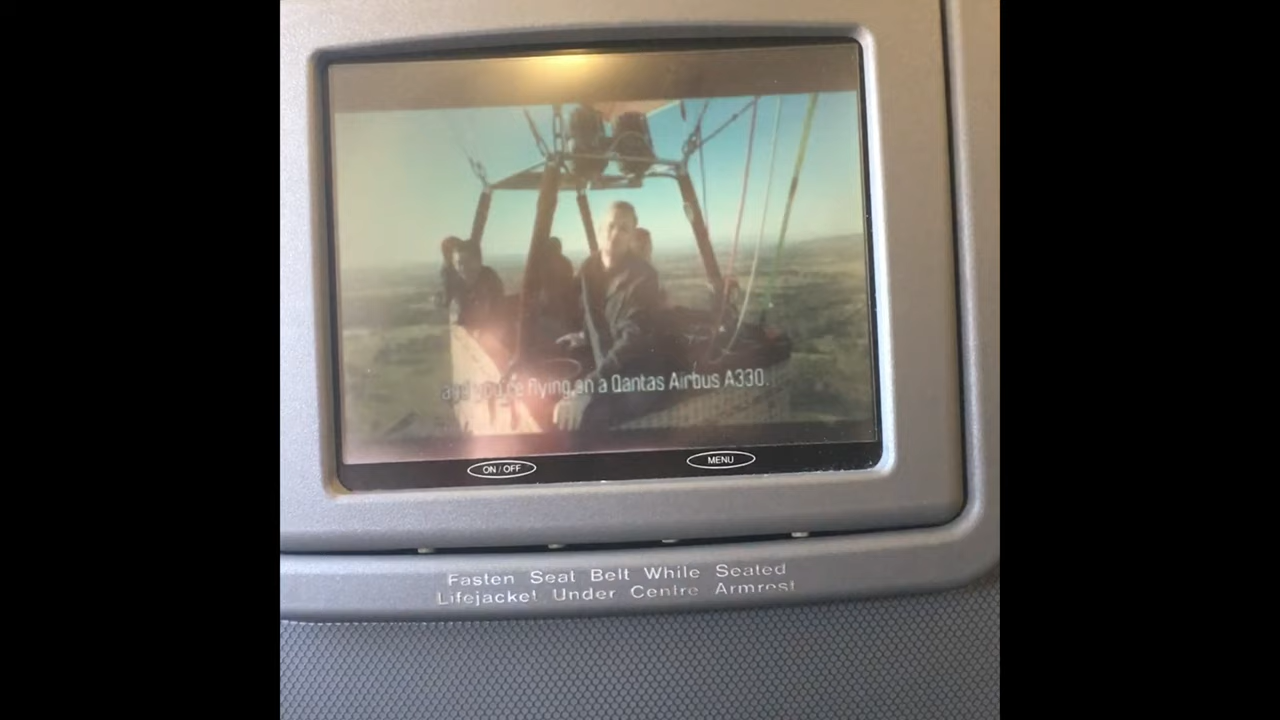 and you're flying on a Qantas Airbus A330.
ON / OFF
MENU
Fasten Seat Belt While Seated
Lifejacket Under Centre Armrest